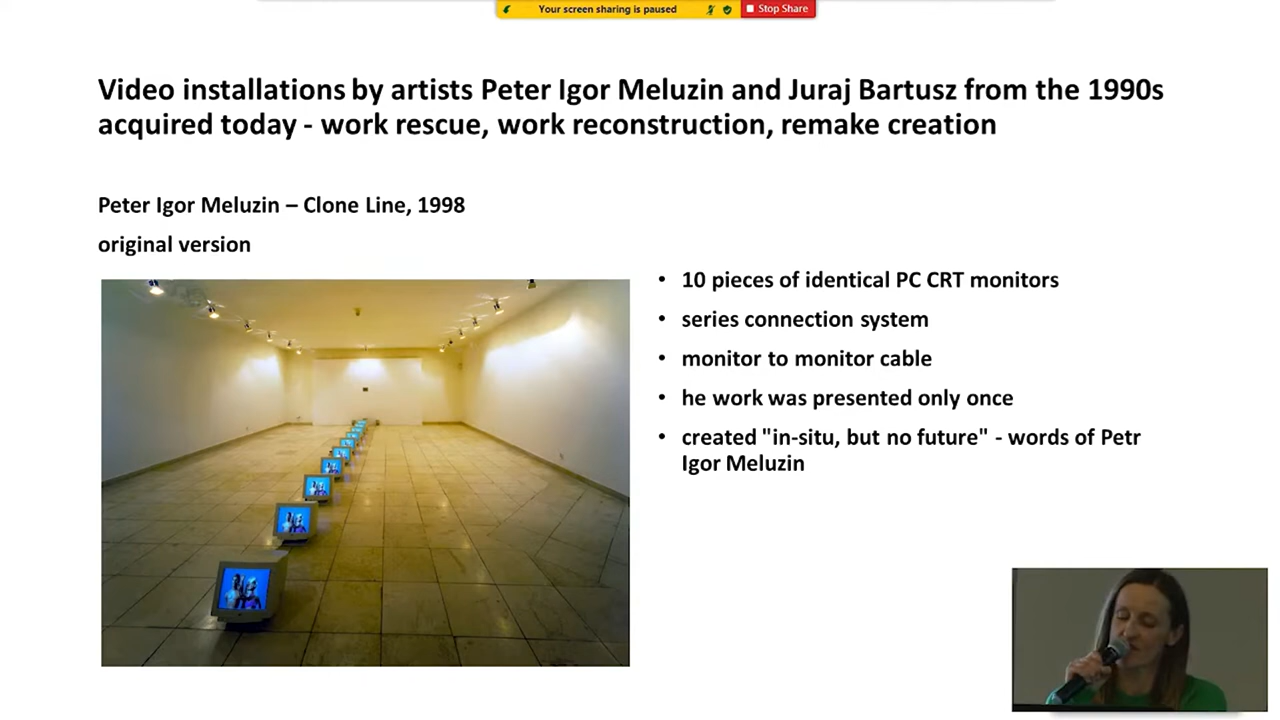 Your screen sharing is paused
Stop Share
Video installations by artists Peter Igor Meluzin and Juraj Bartusz from the 1990s
acquired today - work rescue, work reconstruction, remake creation
Peter Igor Meluzin – Clone Line, 1998
original version
• 10 pieces of identical PC CRT monitors
• series connection system
• monitor to monitor cable
• he work was presented only once
• created "in-situ, but no future" - words of Petr
Igor Meluzin